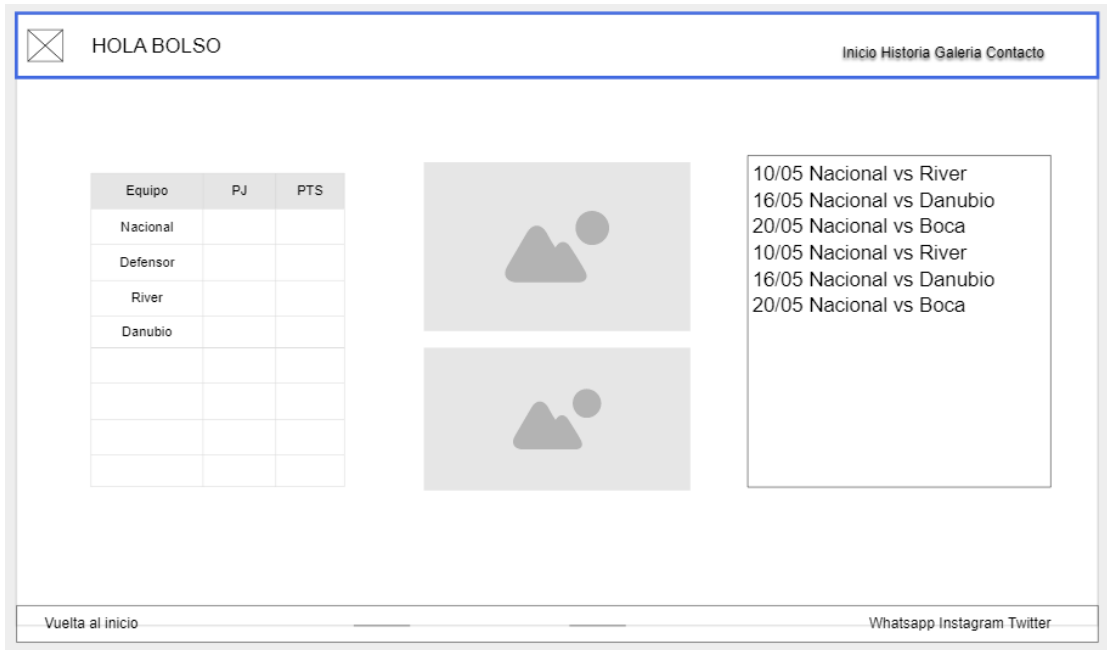 HOLA BOLSO
Inicio Historia Galeria Contacto
Equipo PJ PTS
Nacional
Defensor
River
Danubio
10/05 Nacional vs River
16/05 Nacional vs Danubio
20/05 Nacional vs Boca
10/05 Nacional vs River
16/05 Nacional vs Danubio
20/05 Nacional vs Boca
Vuelta al inicio
Whatsapp Instagram Twitter